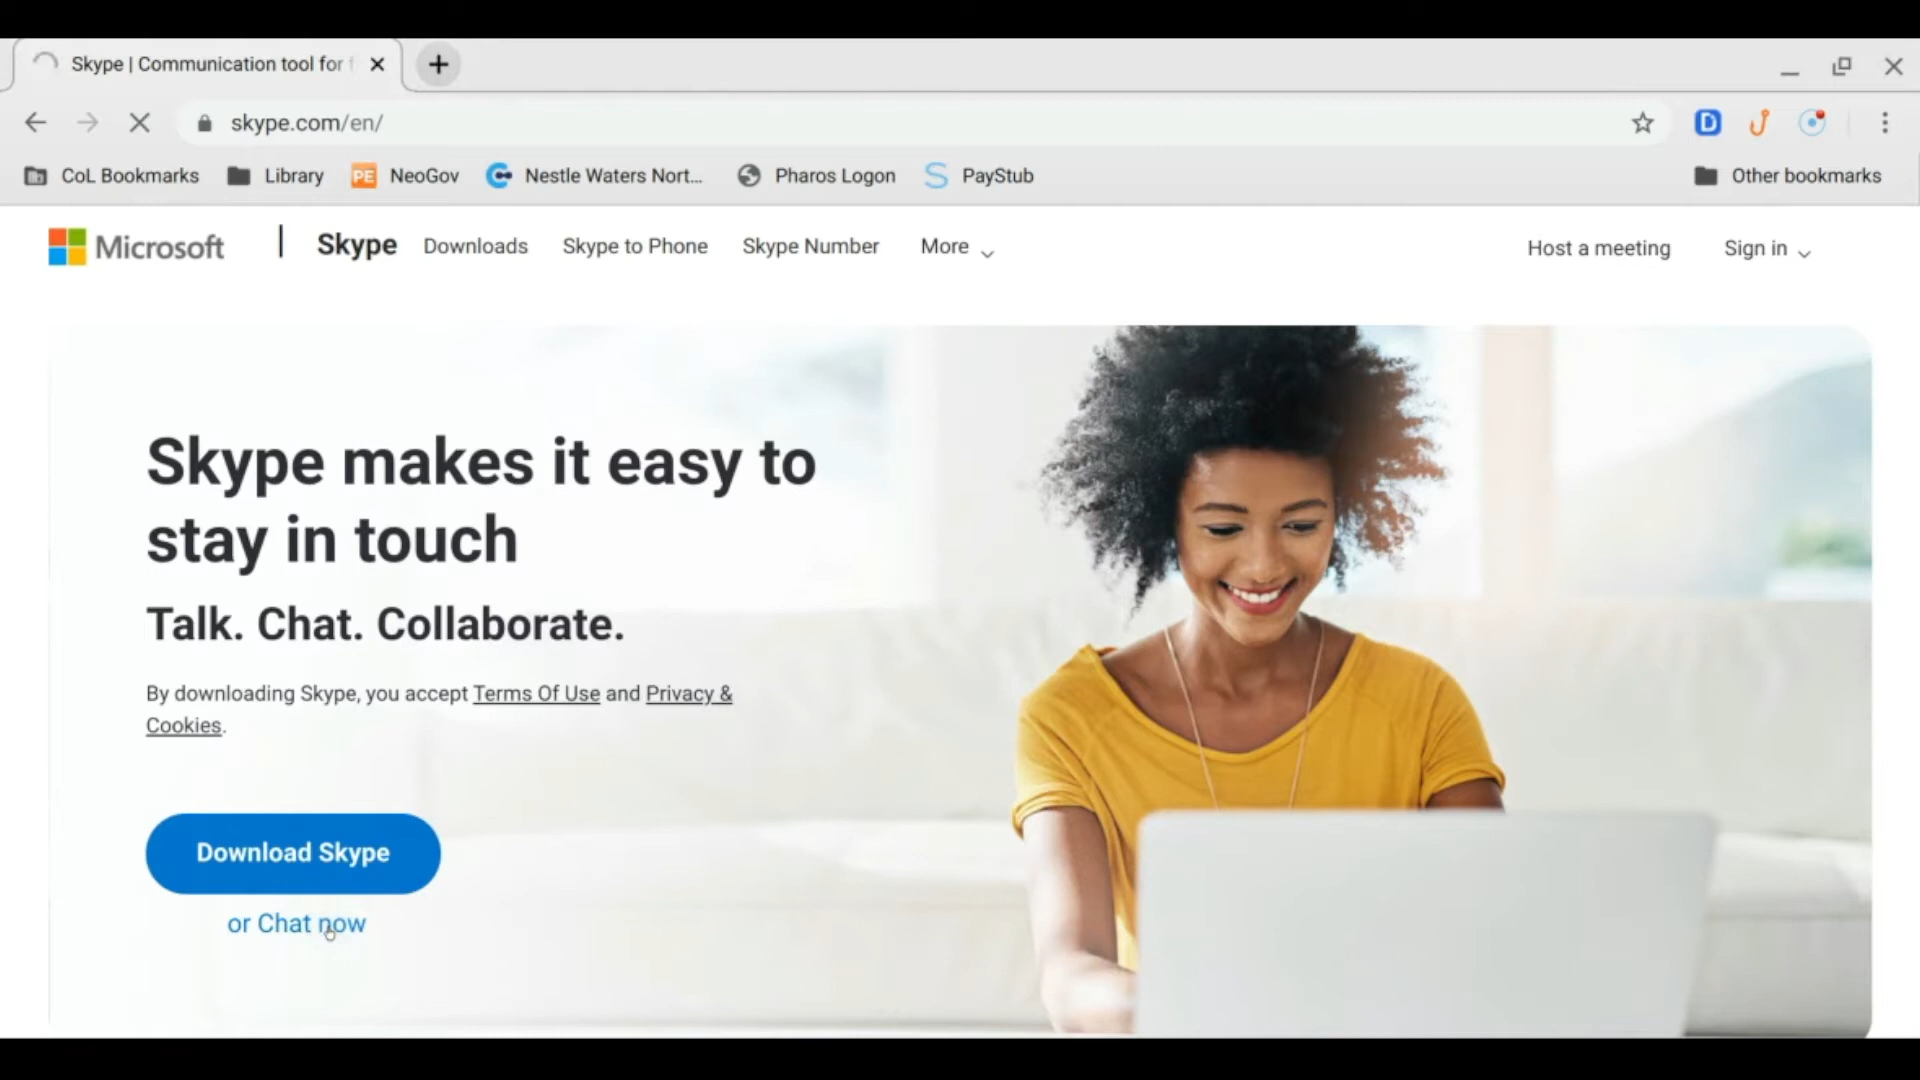 Skype | Communication tool for f
skype.com/en/
CoL Bookmarks Library PE NeoGov Nestle Waters Nort... Pharos Logon PayStub Other bookmarks
Microsoft | Skype Downloads Skype to Phone Skype Number More Host a meeting Sign in
Skype makes it easy to
stay in touch
Talk. Chat. Collaborate.
By downloading Skype, you accept Terms Of Use and Privacy &
Cookies.
Download Skype
or Chat now